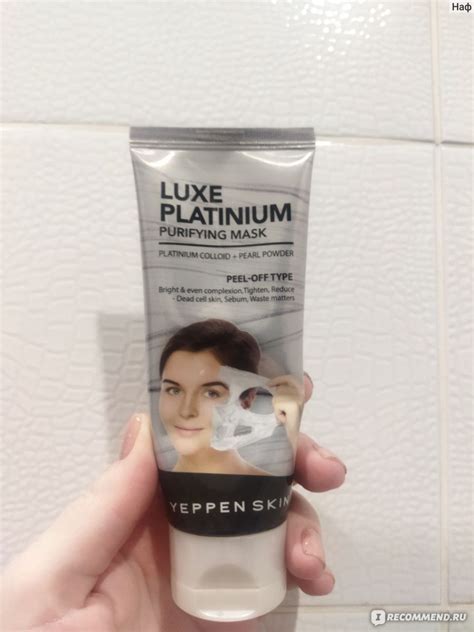 Наф
LUXE
PLATINIUM
PURIFYING MASK
PLATINIUM COLLOID + PEARL POWDER
PEEL-OFF TYPE
Bright & even complexion,Tighten, Reduce
- Dead cell skin, Sebum, Waste matters
YEPPEN SKIN
I RECOMMEND.RU